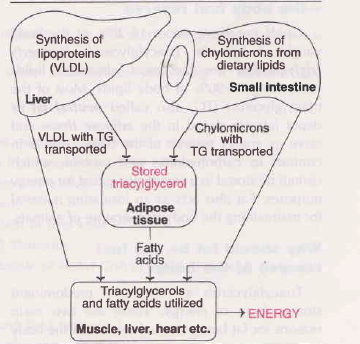 Synthesis of
lipoproteins
(VLDL)
Liver
Synthesis of
chylomicrons from
dietary lipids
Small intestine
VLDL with TG
transported
Chylomicrons
with
TG
transported
Stored
triacylglycerol
Adipose
tissue
Fatty
acids
Triacylglycerols
and fatty acids utilized
Muscle, liver, heart etc.
ENERGY